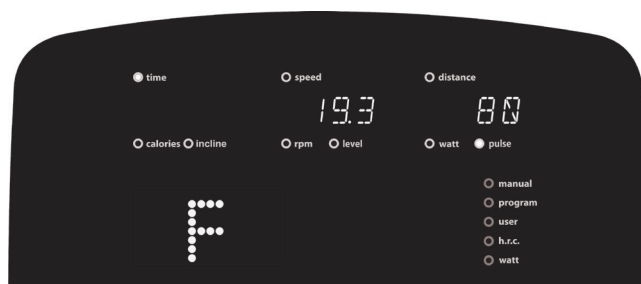 time speed distance
19.3 80
calories incline rpm level watt pulse
manual
program
user
h.r.c.
watt
F